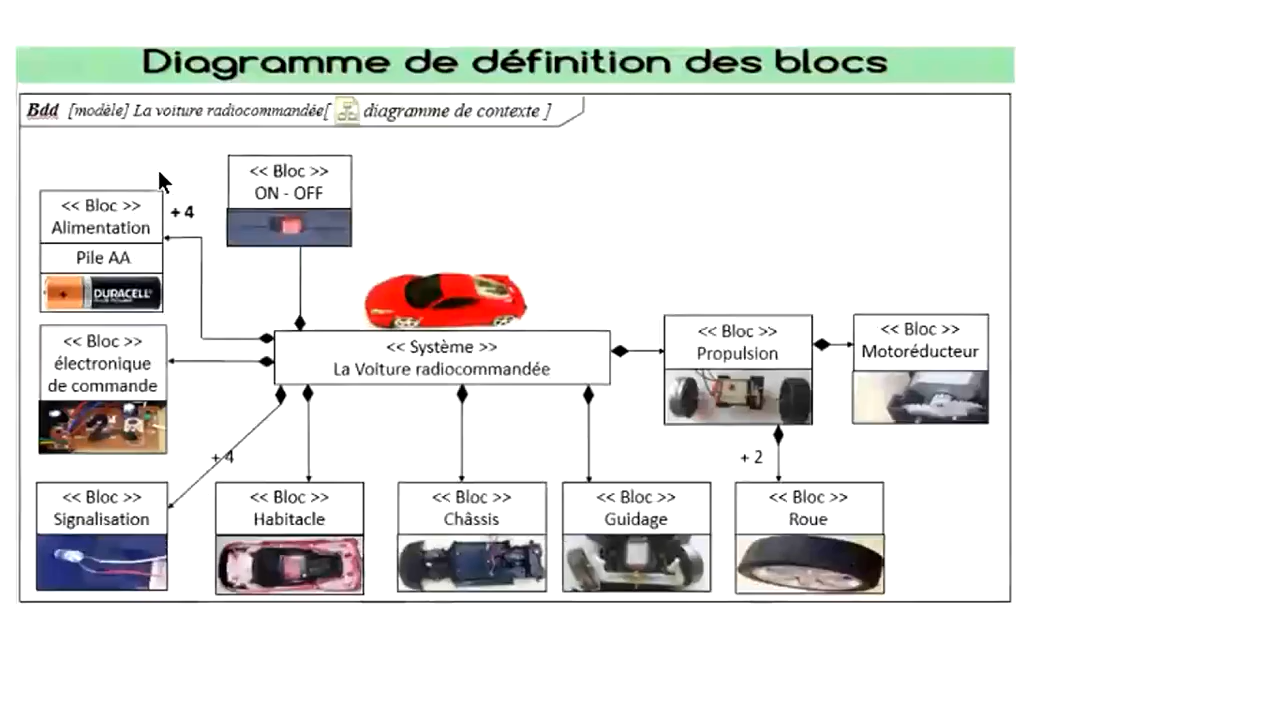 Diagramme de définition des blocs
Bdd [modèle] La voiture radiocommandée[ diagramme de contexte ]
<< Bloc >>
ON - OFF
<< Bloc >>
Alimentation
Pile AA
+
DURACELL
+ 4
<< Bloc >>
électronique
de commande
<< Système >>
La Voiture radiocommandée
<< Bloc >>
Propulsion
<< Bloc >>
Motoréducteur
+ 4
+ 2
<< Bloc >>
Signalisation
<< Bloc >>
Habitacle
<< Bloc >>
Châssis
<< Bloc >>
Guidage
<< Bloc >>
Roue